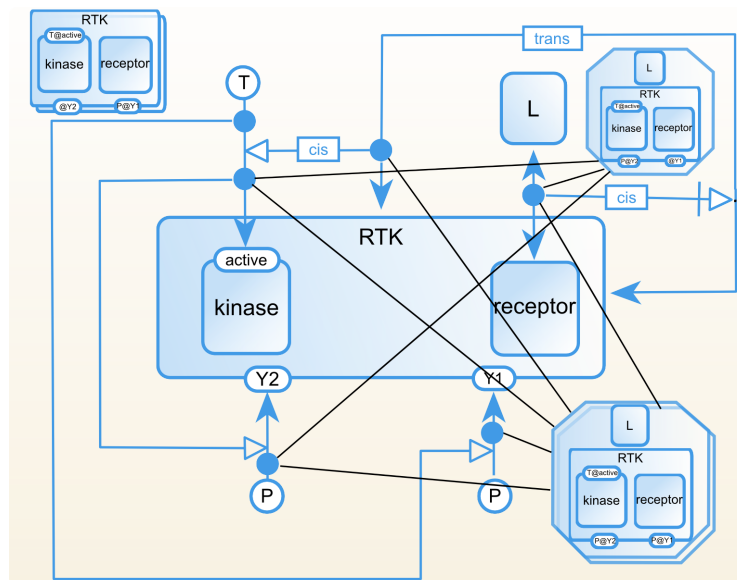 RTK
T@active
kinase
receptor
@Y2
P@Y1
trans
T
L
L
RTK
T@active
kinase
receptor
P@Y2
@Y1
cis
cis
RTK
active
kinase
receptor
Y2
Y1
P
P
L
RTK
T@active
kinase
receptor
P@Y2
P@Y1